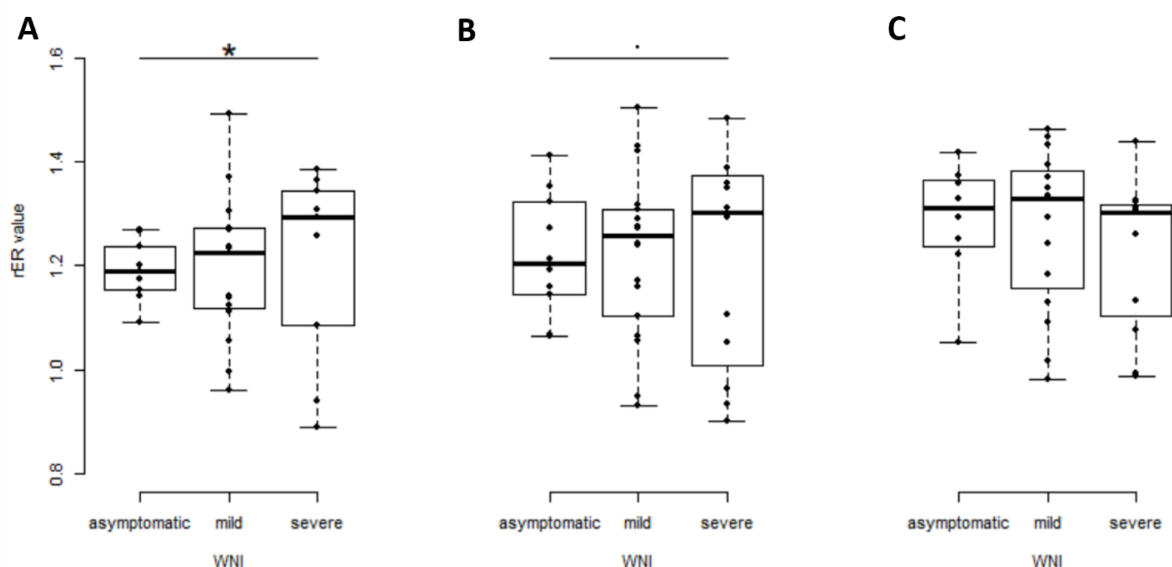 A B C
* .
rER value
1.6
1.4
1.2
1.0
0.8
asymptomatic mild severe asymptomatic mild severe asymptomatic mild severe
WNI WNI WNI